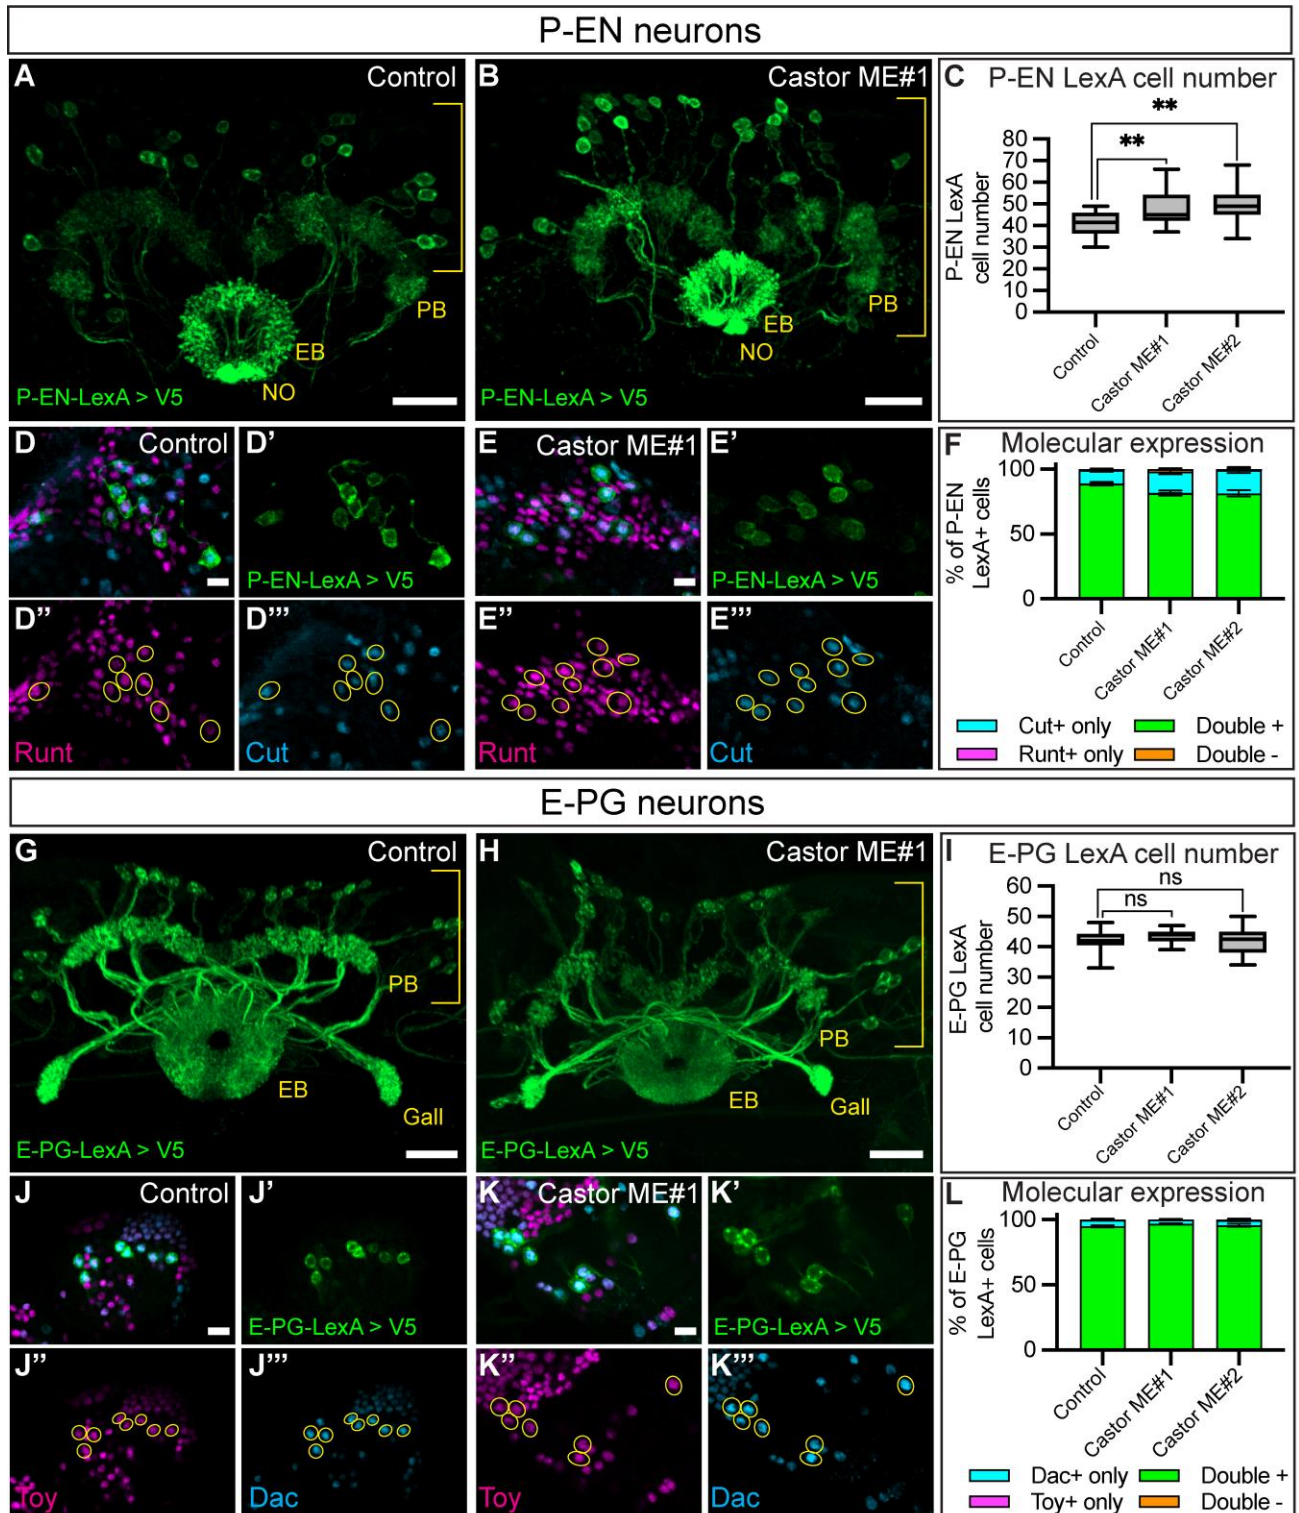 P-EN neurons
A
Control
PB
EB
NO
P-EN-LexA > V5
B
Castor ME#1
PB
EB
NO
P-EN-LexA > V5
C
P-EN LexA cell number
**
**
P-EN LexA
cell number
80
70
60
50
40
30
20
10
0
Control
Castor ME#1
Castor ME#2
D
Control
D’
P-EN-LexA > V5
E
Castor ME#1
E’
P-EN-LexA > V5
D’’
Runt
D’’’
Cut
E’’
Runt
E’’’
Cut
F
Molecular expression
% of P-EN
LexA+ cells
100
50
0
Control
Castor ME#1
Castor ME#2
Cut+ only
Double +
Runt+ only
Double -
E-PG neurons
G
Control
PB
EB
Gall
E-PG-LexA > V5
H
Castor ME#1
PB
EB
Gall
E-PG-LexA > V5
I
E-PG LexA cell number
ns
ns
E-PG LexA
cell number
60
50
40
30
20
10
0
Control
Castor ME#1
Castor ME#2
J
Control
J’
E-PG-LexA > V5
K
Castor ME#1
K’
E-PG-LexA > V5
J’’
Toy
J’’’
Dac
K’’
Toy
K’’’
Dac
L
Molecular expression
% of E-PG
LexA+ cells
100
50
0
Control
Castor ME#1
Castor ME#2
Dac+ only
Double +
Toy+ only
Double -